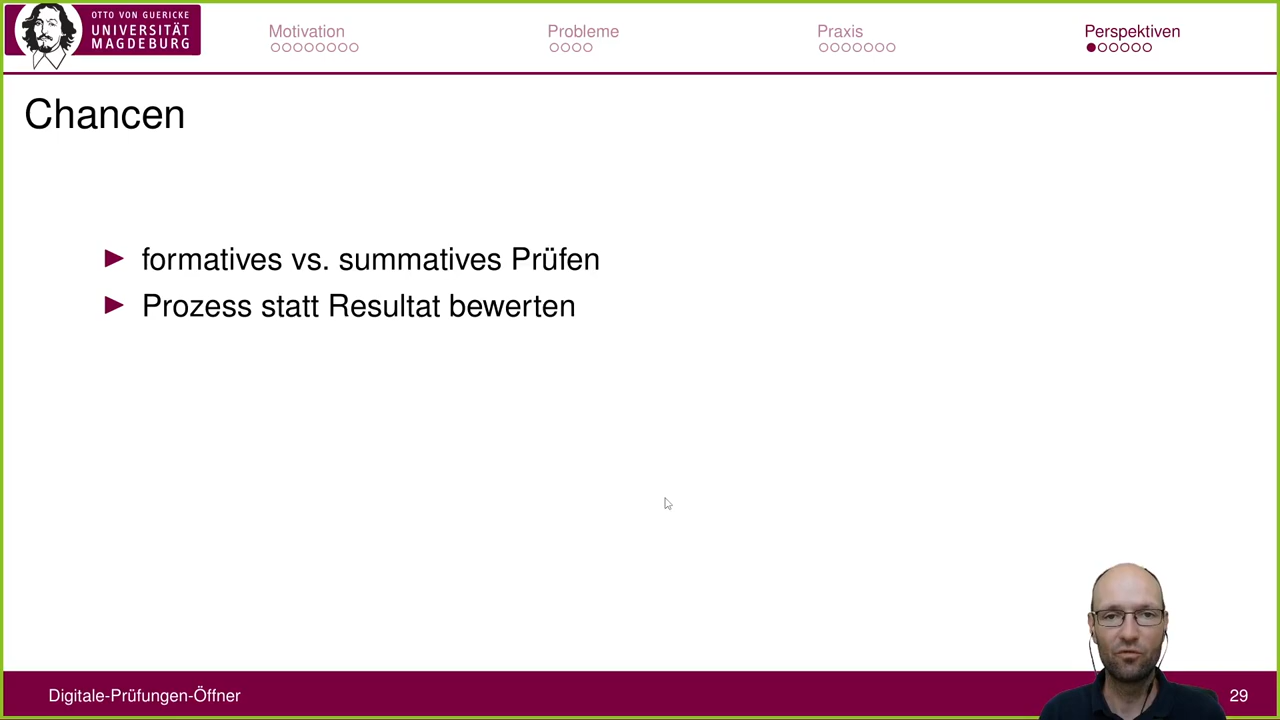 OTTO VON GUERICKE
UNIVERSITÄT
MAGDEBURG
Motivation
Probleme
Praxis
Perspektiven
Chancen
formatives vs. summatives Prüfen
Prozess statt Resultat bewerten
Digitale-Prüfungen-Öffner
29